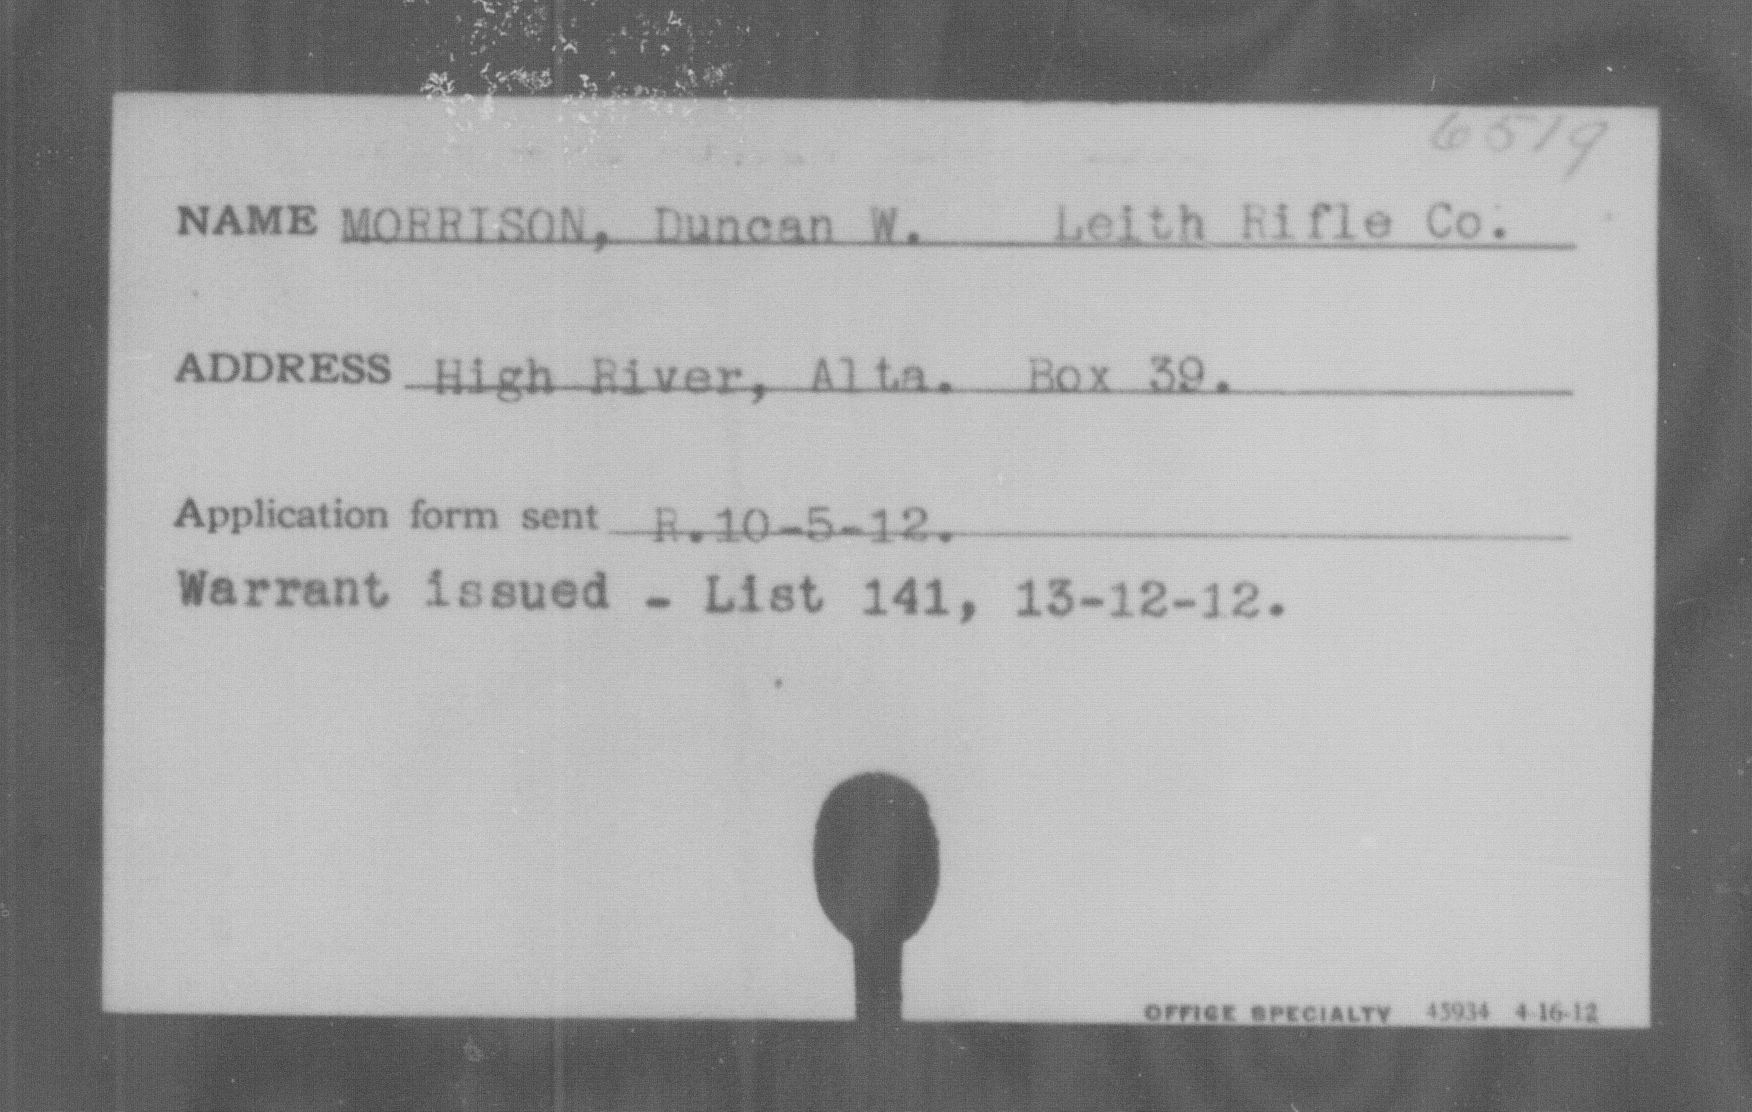 6519
NAME MORRISON, Duncan W. Leith Rifle Co.
ADDRESS High River, Alta. Box 39.
Application form sent R.10-5-12.
Warrant issued - List 141, 13-12-12.
OFFICE SPECIALTY 45934 4-16-12